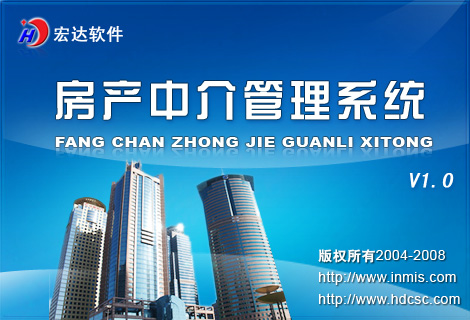 宏达软件
房产中介管理系统
FANG CHAN ZHONG JIE GUANLI XITONG
V1.0
版权所有2004-2008
http://www.inmis.com
http://www.hdcsc.com